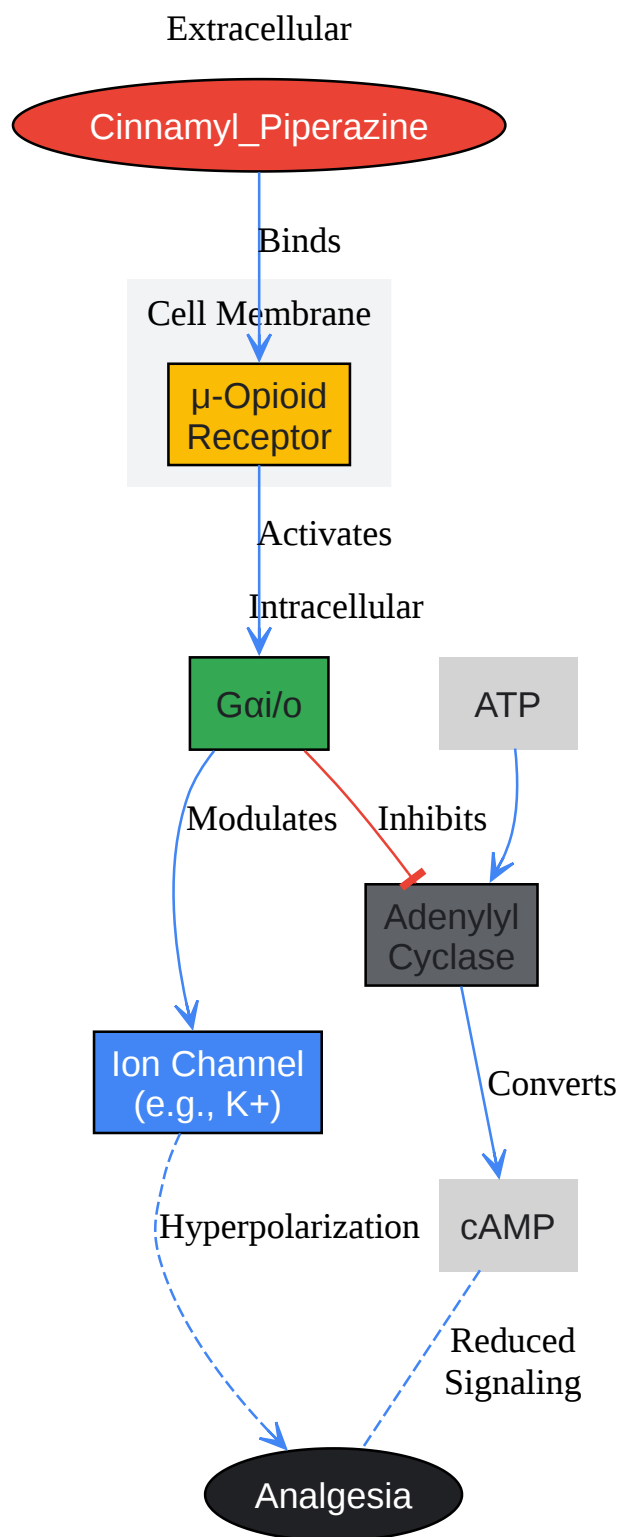 Extracellular
Cinnamyl_Piperazine
Binds
Cell Membrane
μ-Opioid
Receptor
Activates
Intracellular
Gαi/o
ATP
Modulates
Inhibits
Adenylyl
Cyclase
Ion Channel
(e.g., K+)
Converts
Hyperpolarization
cAMP
Reduced
Signaling
Analgesia